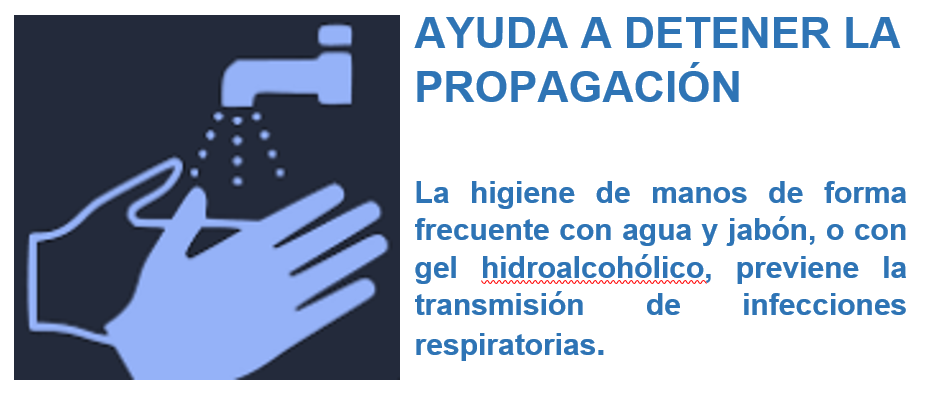 AYUDA A DETENER LA
PROPAGACIÓN
La higiene de manos de forma
frecuente con agua y jabón, o con
gel hidroalcohólico, previene la
transmisión de infecciones
respiratorias.